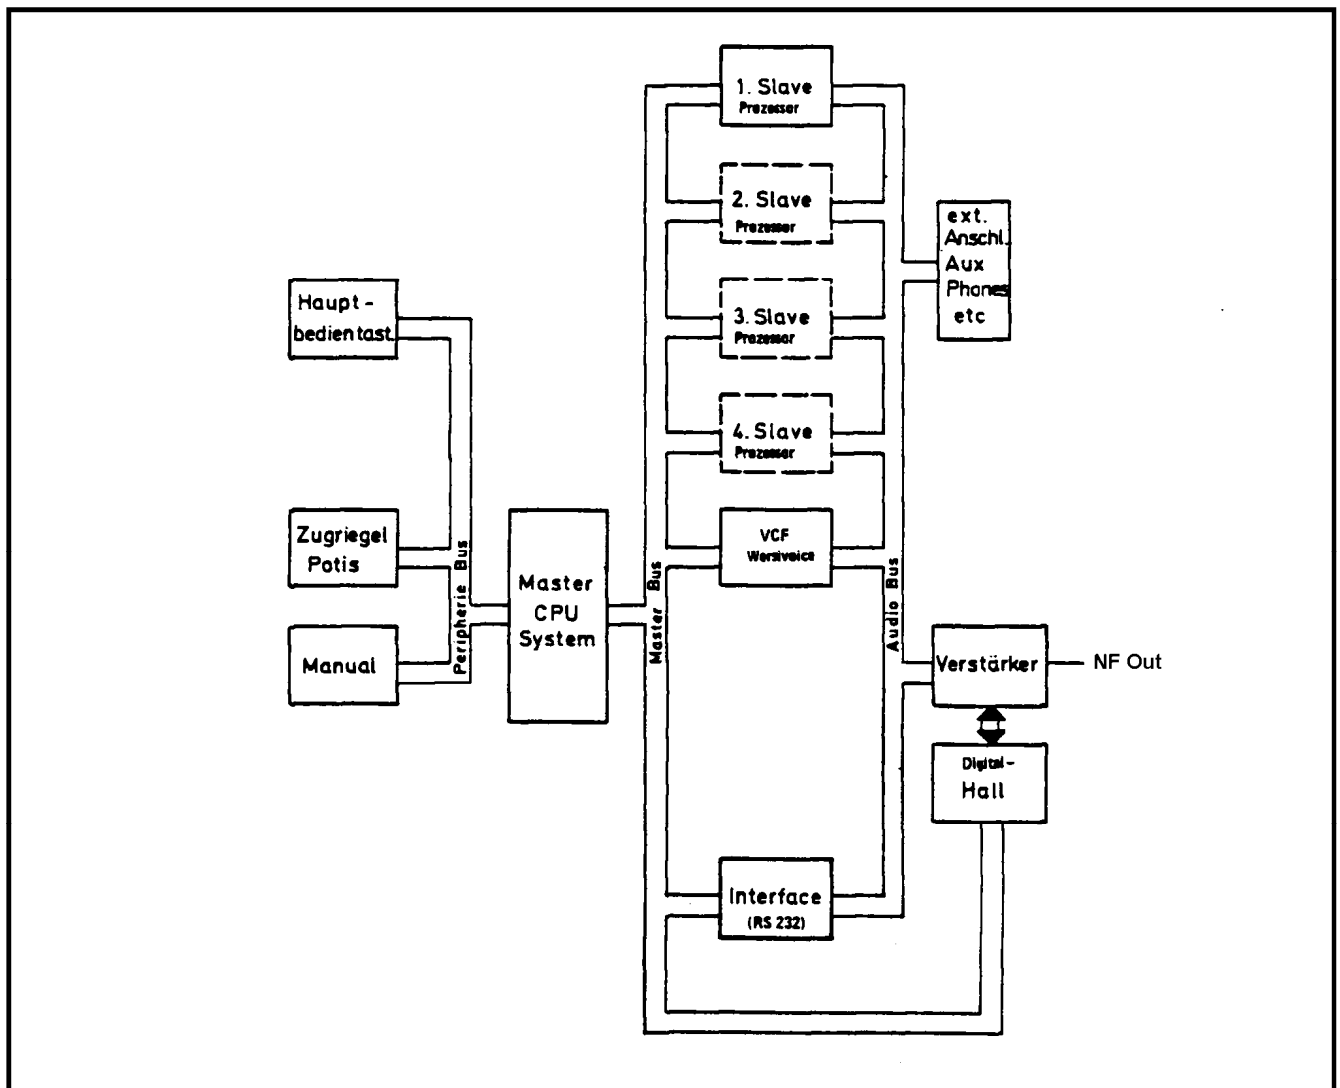 1. Slave
Prozessor
2. Slave
Prozessor
3. Slave
Prozessor
4. Slave
Prozessor
VCF
Wersivoice
Interface
(RS 232)
Haupt-
bedientast.
Zugriegel
Potis
Manual
Peripherie Bus
Master
CPU
System
Master Bus
Audio Bus
ext.
Anschl.
Aux
Phones
etc
Verstärker
NF Out
Digital-
Hall